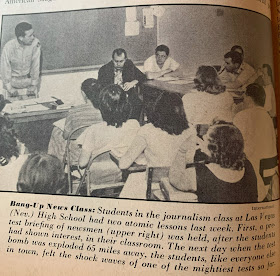 American
International
Bang-Up News Class: Students in the journalism class at Las Vegas
(Nev.) High School had two atomic lessons last week. First, a pre-
test briefing of newsmen (upper right) was held, after the students
had shown interest, in their classroom. The next day when the test
bomb was exploded 65 miles away, the students, like everyone
in town, felt the shock waves of one of the mightiest tests so far